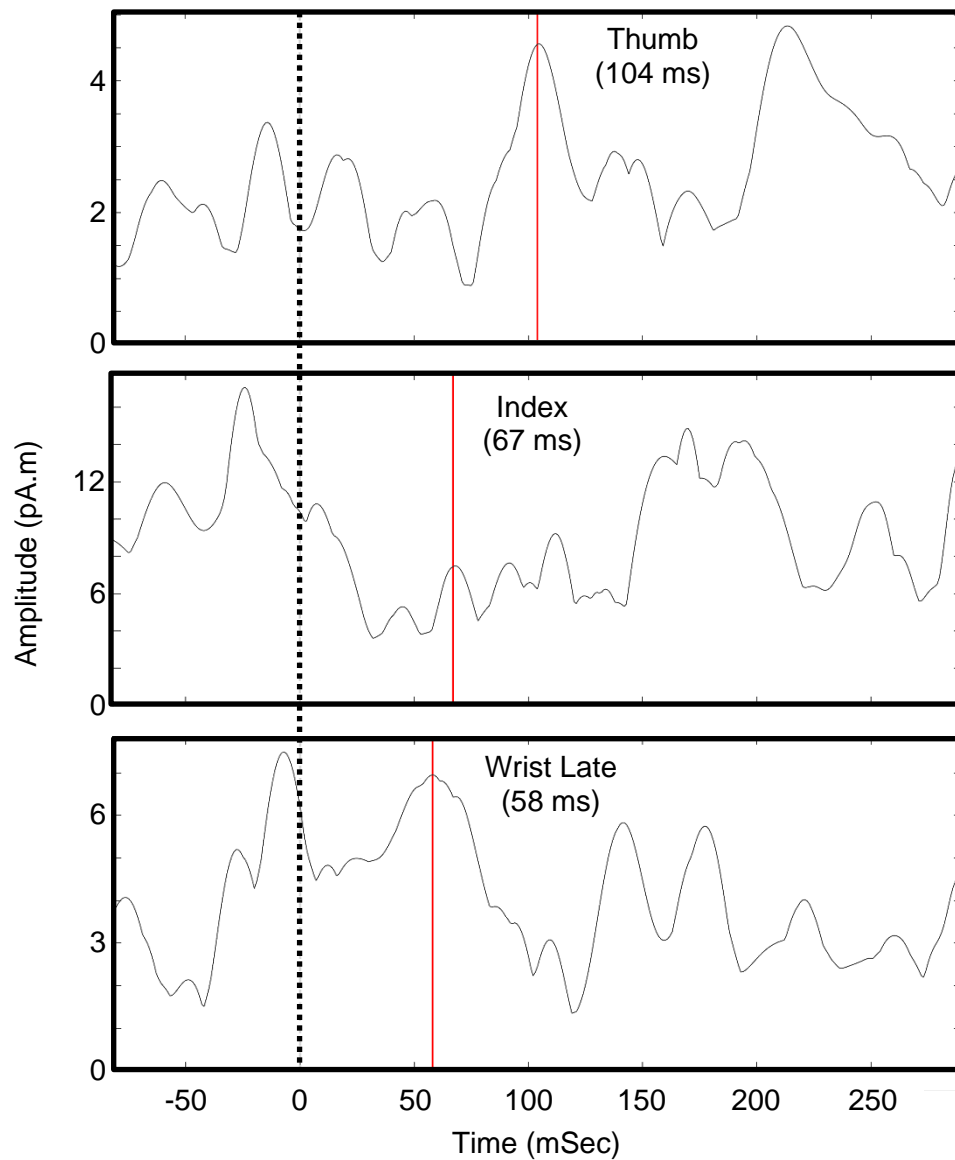 Thumb
(104 ms)
4
2
0
Index
(67 ms)
12
6
0
Amplitude (pA.m)
Wrist Late
(58 ms)
6
3
0
-50 0 50 100 150 200 250
Time (mSec)